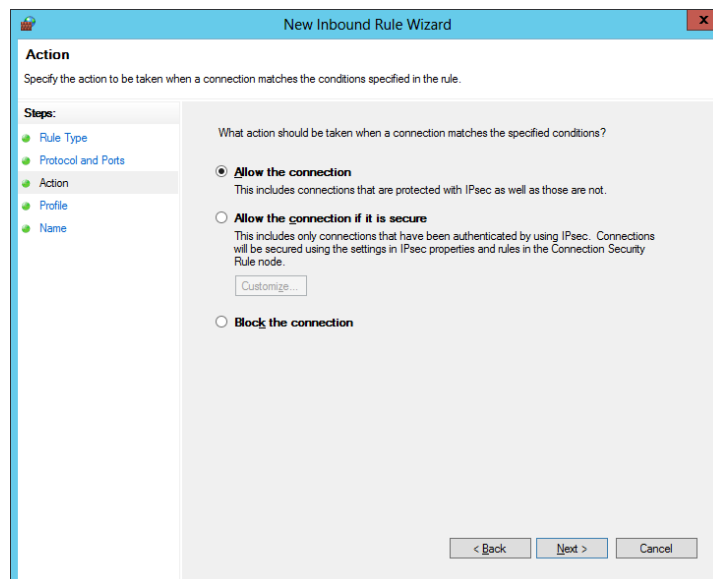 New Inbound Rule Wizard
x
Action
Specify the action to be taken when a connection matches the conditions specified in the rule.
Steps:
Rule Type
Protocol and Ports
Action
Profile
Name
What action should be taken when a connection matches the specified conditions?
Allow the connection
This includes connections that are protected with IPsec as well as those are not.
Allow the connection if it is secure
This includes only connections that have been authenticated by using IPsec. Connections
will be secured using the settings in IPsec properties and rules in the Connection Security
Rule node.
Customize...
Block the connection
< Back
Next >
Cancel